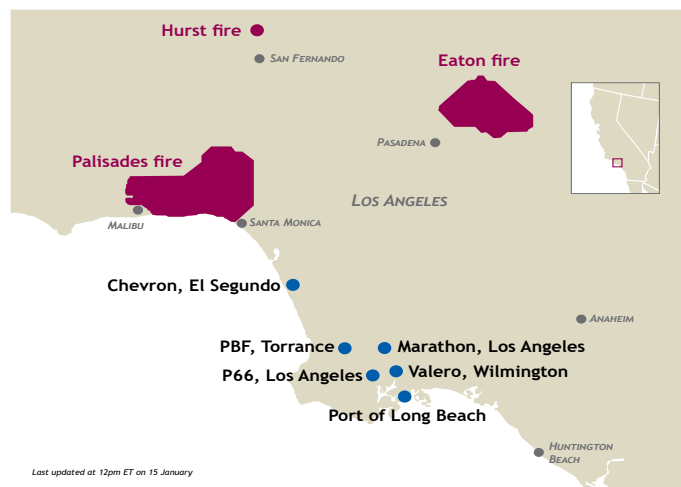 Hurst fire
San Fernando
Eaton fire
Pasadena
Palisades fire
Los Angeles
Malibu
Santa Monica
Chevron, El Segundo
Anaheim
PBF, Torrance
Marathon, Los Angeles
P66, Los Angeles
Valero, Wilmington
Port of Long Beach
Huntington
Beach
Last updated at 12pm ET on 15 January